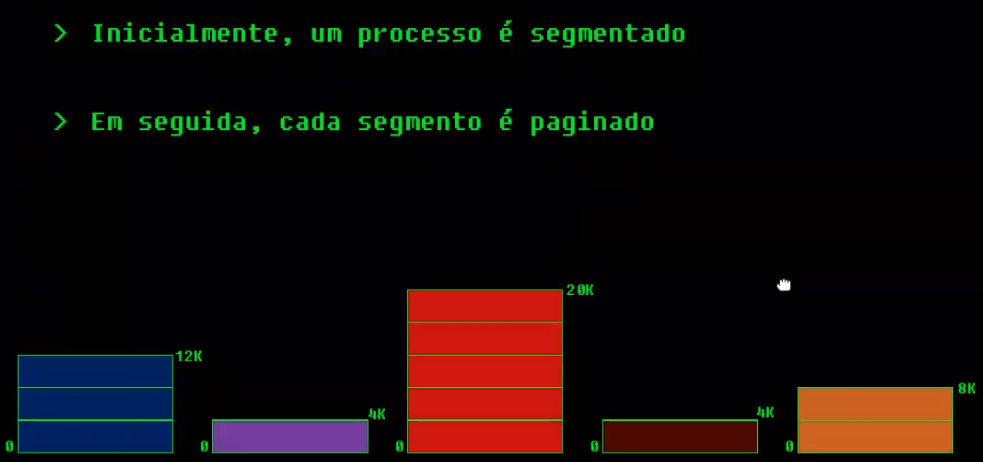 > Inicialmente, um processo é segmentado
> Em seguida, cada segmento é paginado
20K
12K
8K
4K
4K
0
0
0
0
0